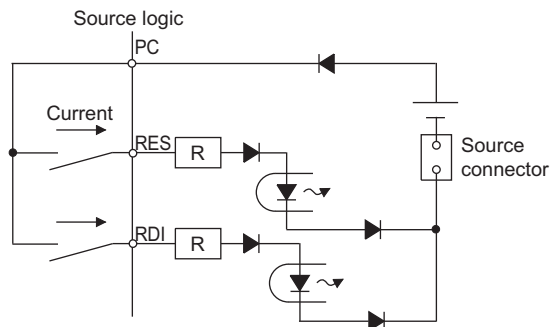 Source logic
PC
Current
RES
R
Source
connector
RDI
R